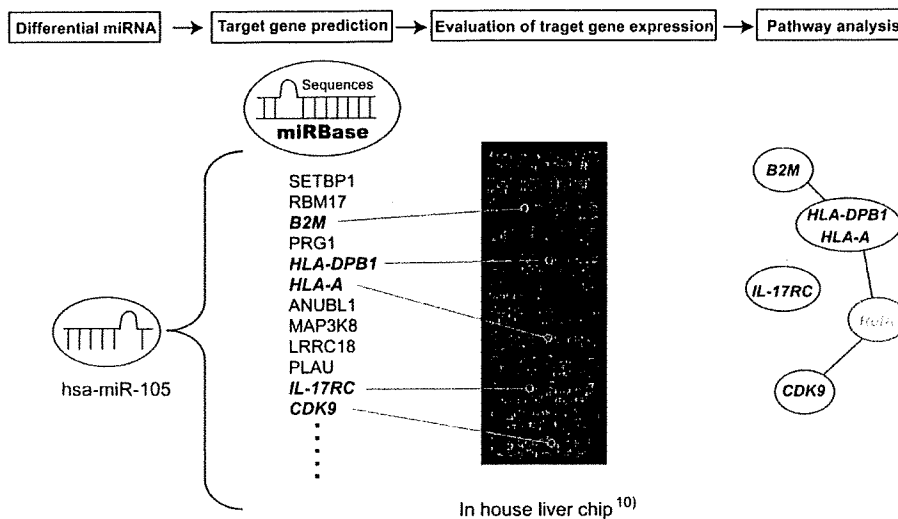 Differential miRNA
Target gene prediction
Evaluation of traget gene expression
Pathway analysis
Sequences
miRBase
SETBP1
RBM17
B2M
PRG1
HLA-DPB1
HLA-A
ANUBL1
MAP3K8
LRRC18
PLAU
IL-17RC
CDK9
hsa-miR-105
In house liver chip 10)
B2M
HLA-DPB1
HLA-A
IL-17RC
CDK9